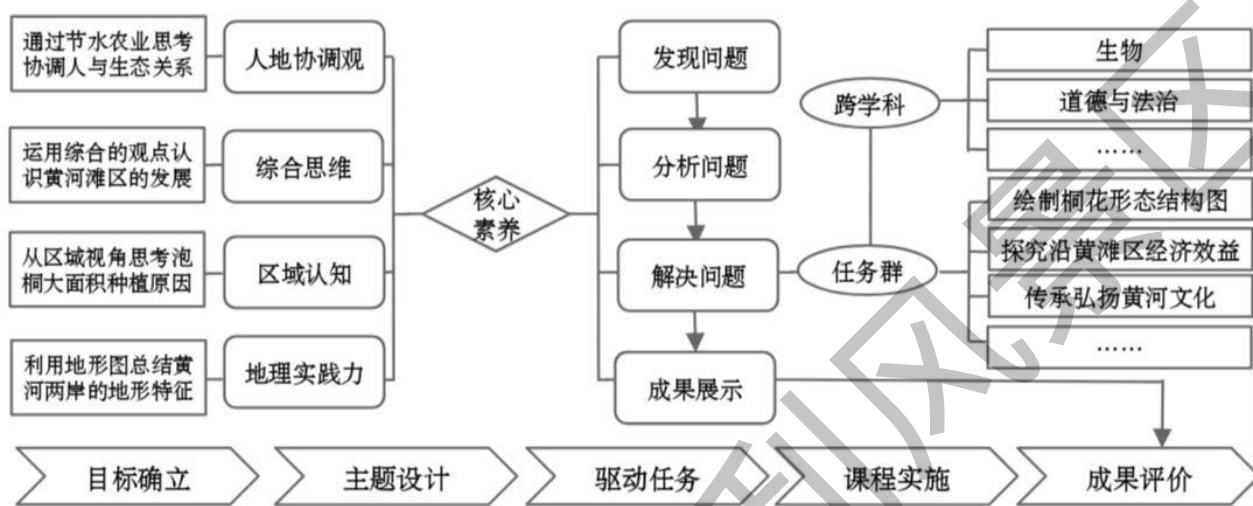 通过节水农业思考
协调人与生态关系
人地协调观
运用综合的观点认
识黄河滩区的发展
综合思维
从区域视角思考泡
桐大面积种植原因
区域认知
利用地形图总结黄
河两岸的地形特征
地理实践力
核心
素养
发现问题
分析问题
解决问题
成果展示
跨学科
任务群
生物
道德与法治
……
绘制桐花形态结构图
探究沿黄滩区经济效益
传承弘扬黄河文化
……
目标确立
主题设计
驱动任务
课程实施
成果评价
利风景区